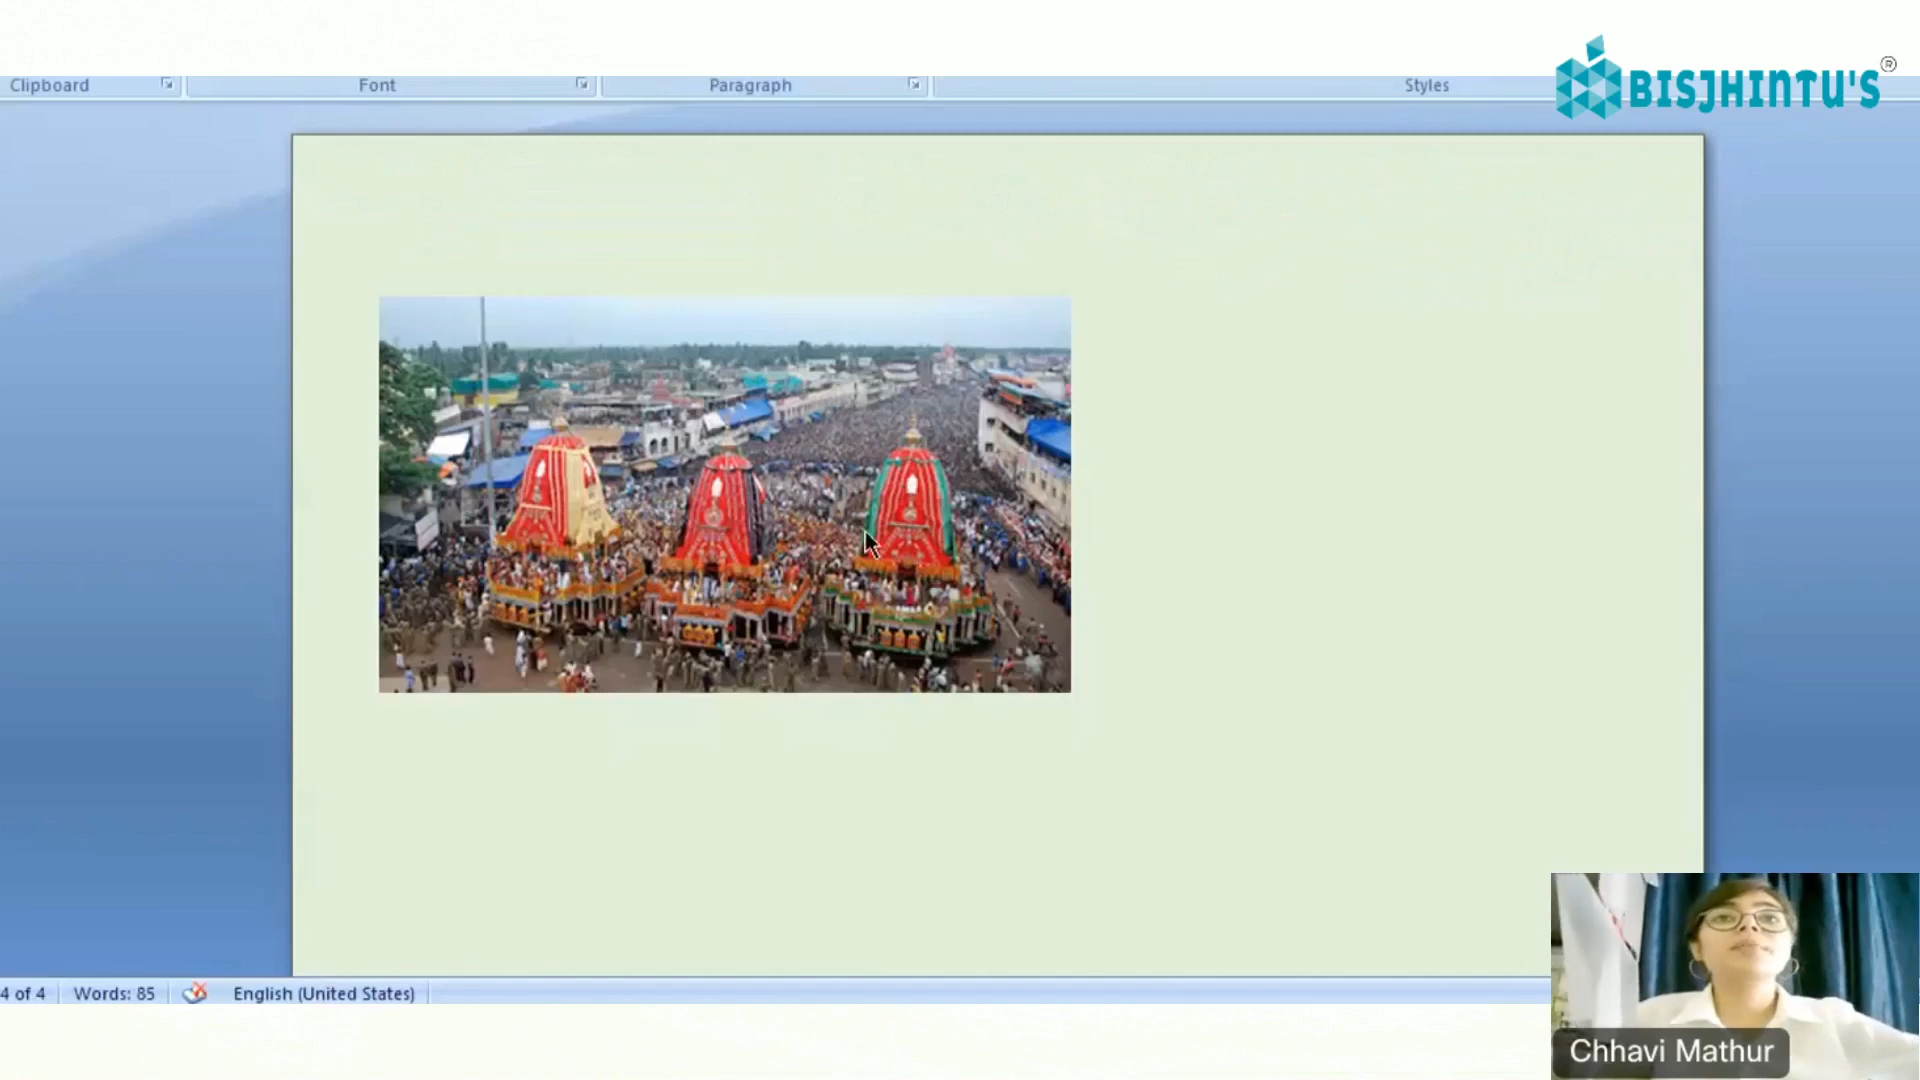 Clipboard
Font
Paragraph
Styles
BISJHINTU'S®
4 of 4
Words: 85
English (United States)
Chhavi Mathur